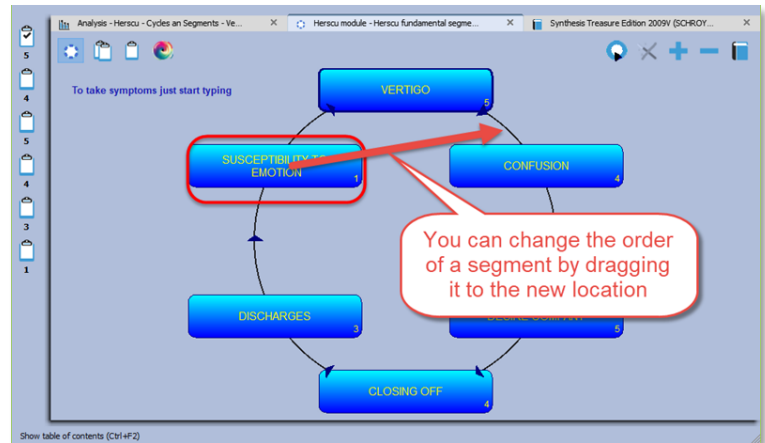 Analysis - Herscu - Cycles an Segments - Ve...
Herscu module - Herscu fundamental segme...
Synthesis Treasure Edition 2009V (SCHROY...
5
4
5
4
3
1
To take symptoms just start typing
VERTIGO
5
SUSCEPTIBILITY TO
EMOTION
1
CONFUSION
4
You can change the order
of a segment by dragging
it to the new location
DISCHARGES
3
DESIRE COMPANY
5
CLOSING OFF
4
Show table of contents (Ctrl+F2)